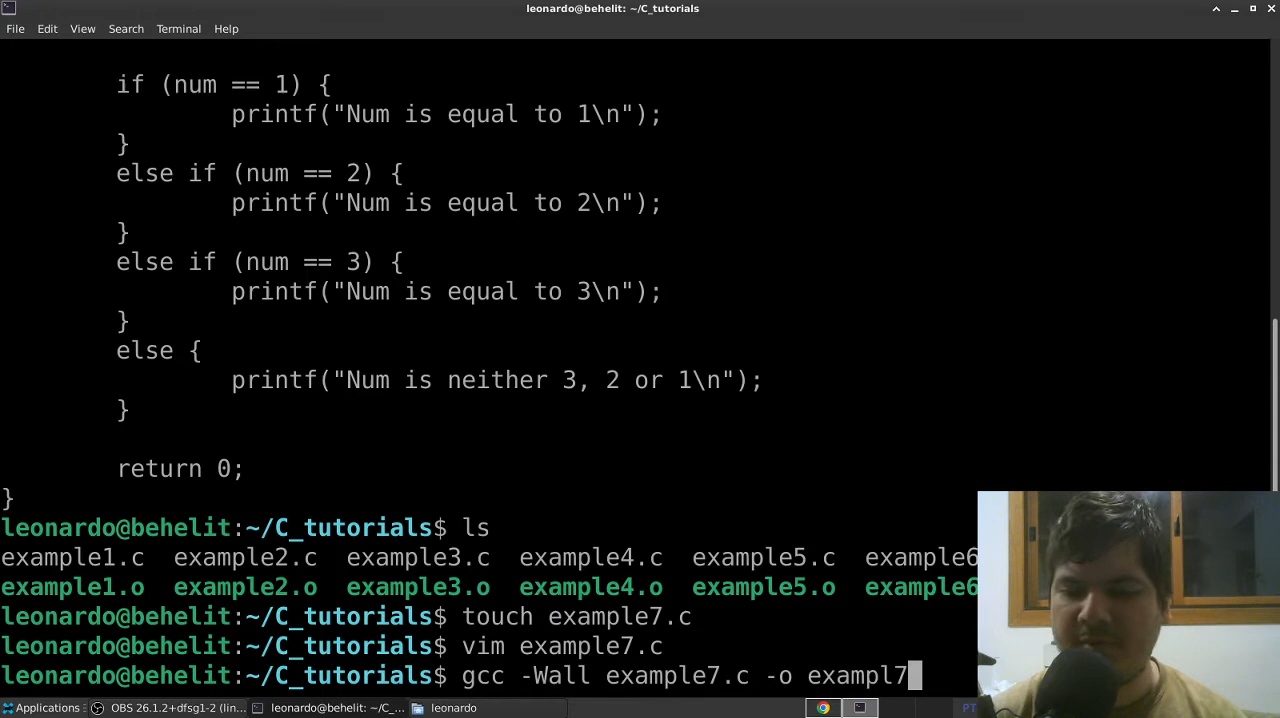 leonardo@behelit: ~/C_tutorials
File Edit View Search Terminal Help
if (num == 1) {
printf("Num is equal to 1\n");
}
else if (num == 2) {
printf("Num is equal to 2\n");
}
else if (num == 3) {
printf("Num is equal to 3\n");
}
else {
printf("Num is neither 3, 2 or 1\n");
}
return 0;
}
leonardo@behelit:~/C_tutorials$ ls
example1.c example2.c example3.c example4.c example5.c example6
example1.o example2.o example3.o example4.o example5.o example6
leonardo@behelit:~/C_tutorials$ touch example7.c
leonardo@behelit:~/C_tutorials$ vim example7.c
leonardo@behelit:~/C_tutorials$ gcc -Wall example7.c -o exampl7
Applications OBS 26.1.2+dfsg1-2 (lin... leonardo@behelit: ~/C_... leonardo PT